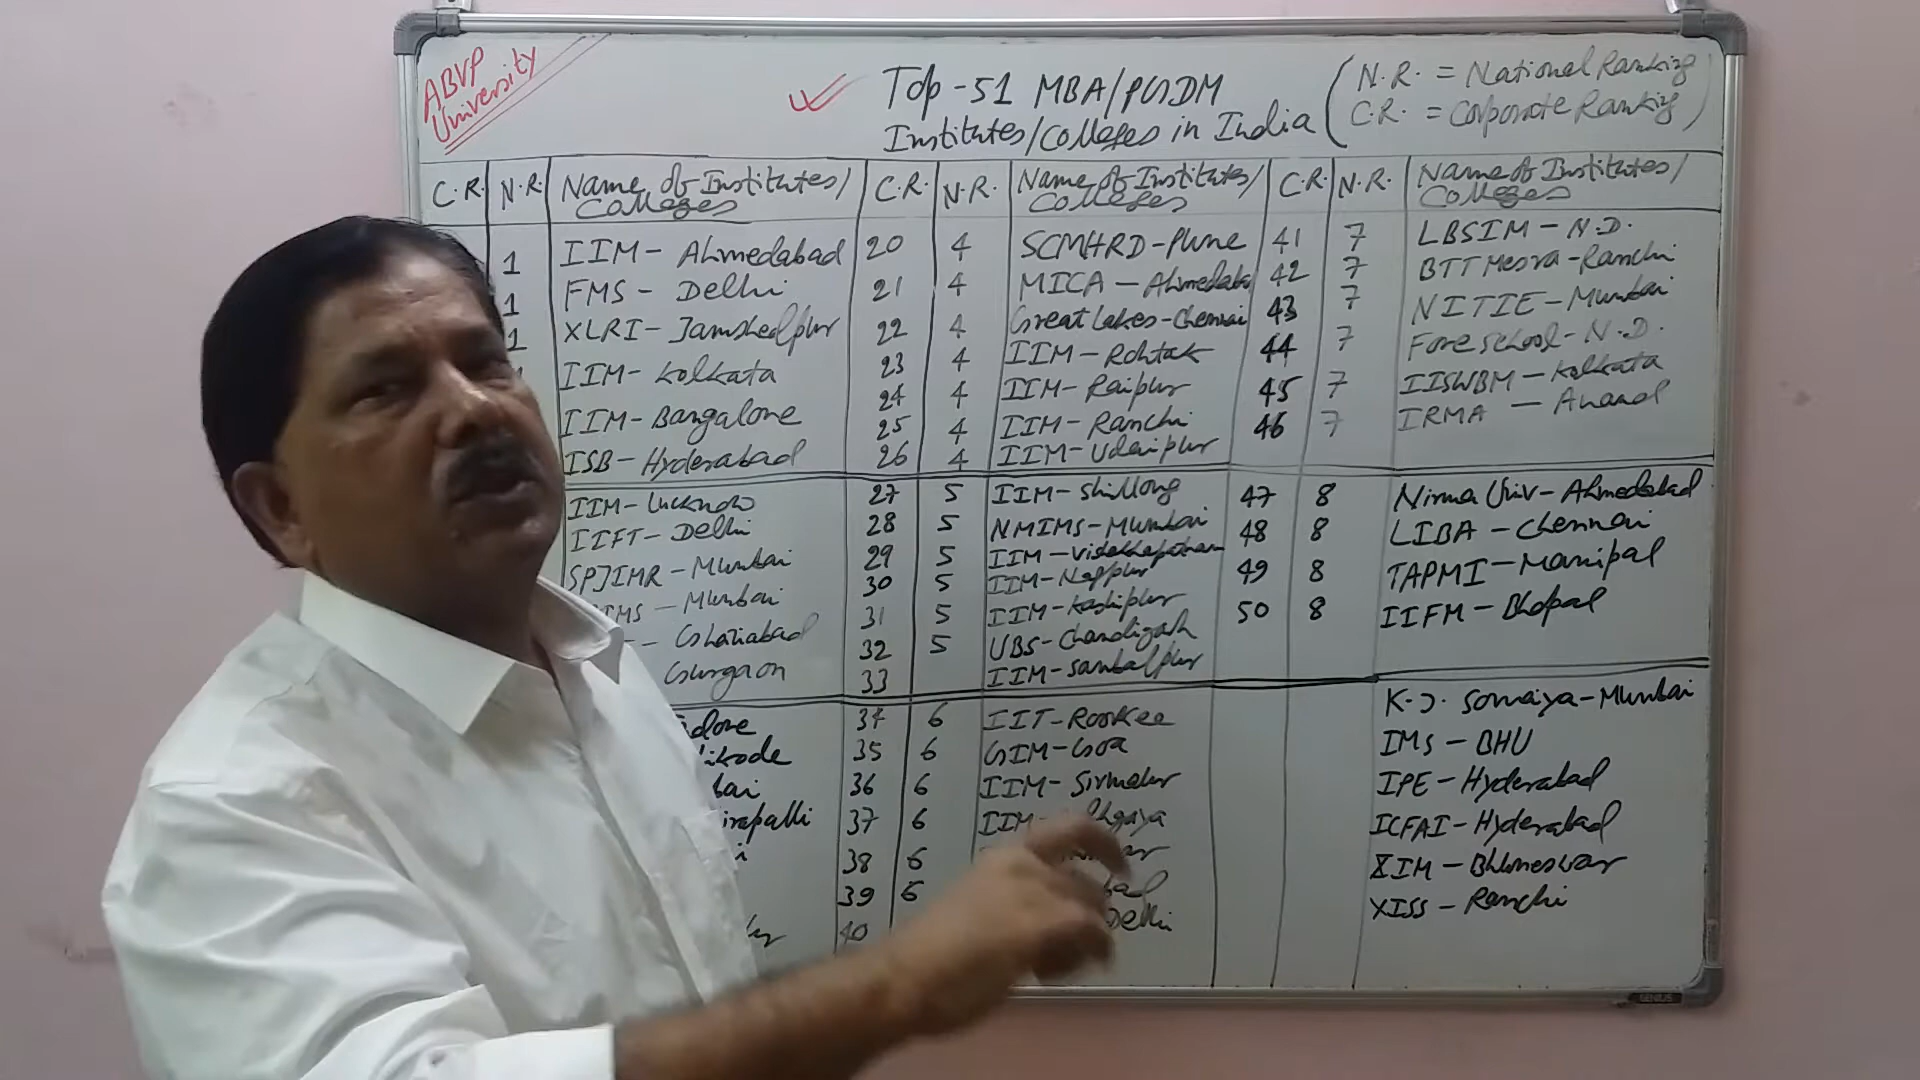 ABVP
University
Top-51 MBA/PGDM
Institutes/Colleges in India
N.R. = National Ranking
C.R. = Corporate Ranking
C.R. N.R. Name of Institutes/ Colleges C.R. N.R. Name of Institutes/ Colleges C.R. N.R. Name of Institutes/ Colleges
1 IIM- Ahmedabad 20 4 SCMHRD-Pune 41 7 LBSIM-N.D.
1 FMS- Delhi 21 4 MICA-Ahmedabad 42 7 BIT Mesra-Ranchi
1 XLRI-Jamshedpur 22 4 Great Lakes-Chennai 43 7 NITIE-Mumbai
IIM-Kolkata 23 4 IIM-Rohtak 44 7 Fore School-N.D.
IIM-Bangalore 24 4 IIM-Raipur 45 7 IISWBM-Kolkata
ISB-Hyderabad 25 4 IIM-Ranchi 46 7 IRMA - Anand
26 4 IIM-Udaipur
IIM-Lucknow 27 5 IIM-Shillong 47 8 Nirma Univ-Ahmedabad
IIFT-Delhi 28 5 NMIMS-Mumbai 48 8 LIBA-Chennai
SPJIMR-Mumbai 29 5 IIM-Visakhapatnam 49 8 TAPMI-Manipal
Mumbai 30 5 IIM-Nagpur 50 8 IIFM-Bhopal
Ghaziabad 31 5 IIM-Kashipur
Gurgaon 32 5 UBS-Chandigarh
33 IIM-Sambalpur
34 6 IIT-Roorkee K.J. Somaiya-Mumbai
35 6 GIM-Goa IMS-BHU
36 6 IIM-Sirmaur IPE-Hyderabad
37 6 IIM ICFAI-Hyderabad
38 6 XIM-Bhubneswar
39 6 XISS-Ranchi
40 Delhi
GENIUS